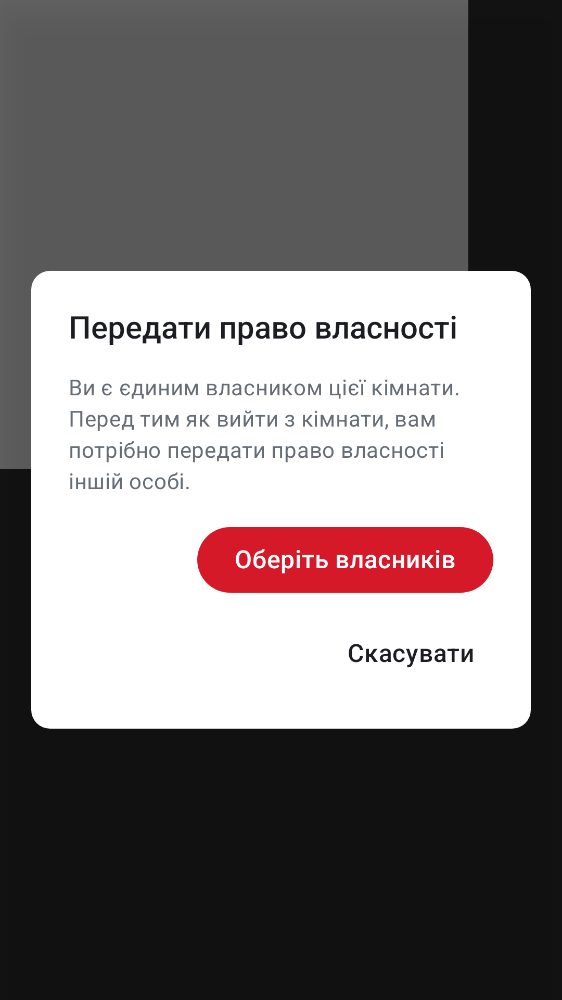 Передати право власності
Ви є єдиним власником цієї кімнати.
Перед тим як вийти з кімнати, вам
потрібно передати право власності
іншій особі.
Оберіть власників
Скасувати